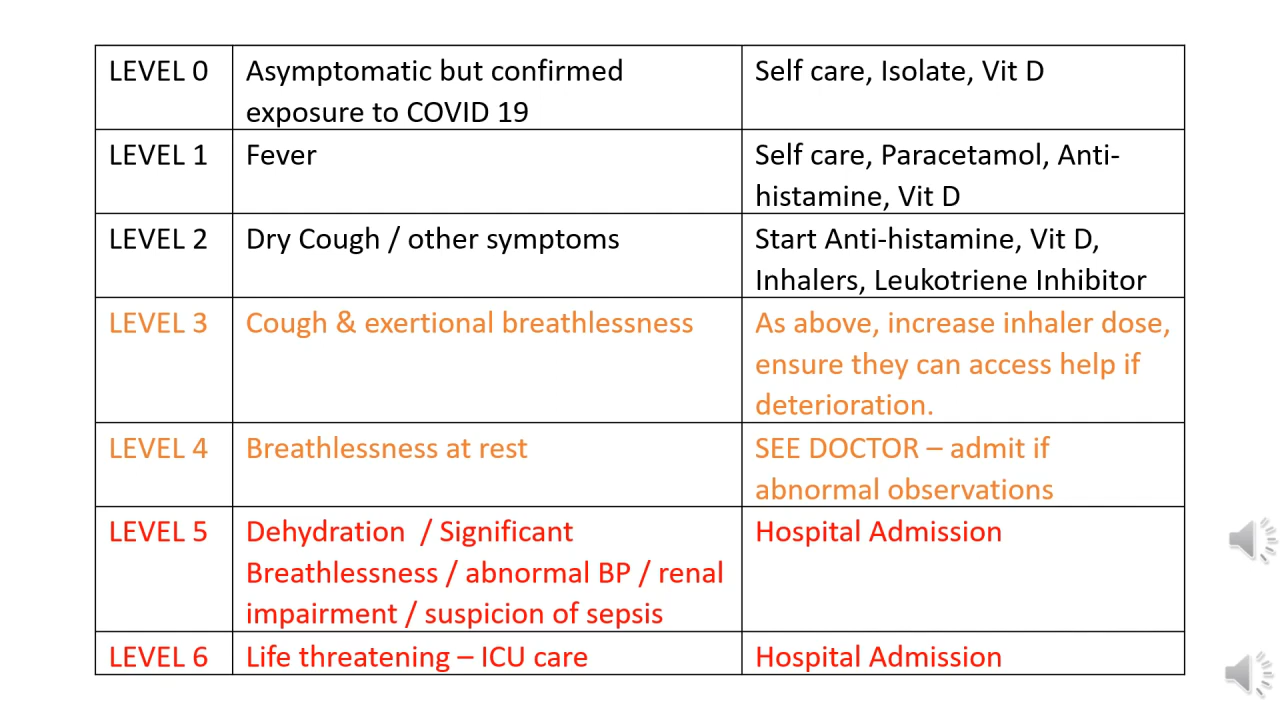 LEVEL 0
Asymptomatic but confirmed
exposure to COVID 19
Self care, Isolate, Vit D
LEVEL 1
Fever
Self care, Paracetamol, Anti-
histamine, Vit D
LEVEL 2
Dry Cough / other symptoms
Start Anti-histamine, Vit D,
Inhalers, Leukotriene Inhibitor
LEVEL 3
Cough & exertional breathlessness
As above, increase inhaler dose,
ensure they can access help if
deterioration.
LEVEL 4
Breathlessness at rest
SEE DOCTOR – admit if
abnormal observations
LEVEL 5
Dehydration / Significant
Breathlessness / abnormal BP / renal
impairment / suspicion of sepsis
Hospital Admission
LEVEL 6
Life threatening – ICU care
Hospital Admission